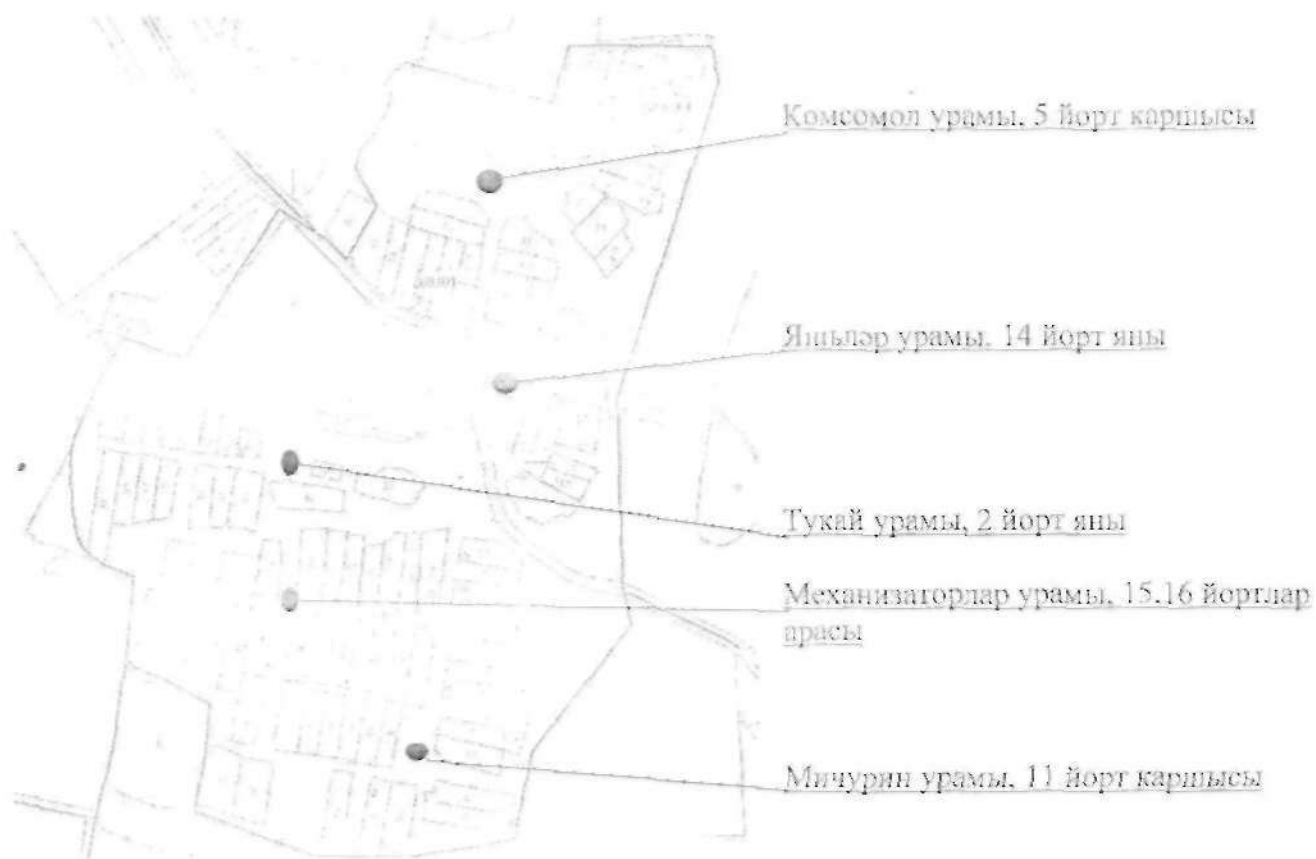 Комсомол урамы, 5 йорт каршысы
Яшьләр урамы, 14 йорт яны
Тукай урамы, 2 йорт яны
Механизаторлар урамы, 15.16 йортлар
арасы
Мичурин урамы, 11 йорт каршысы